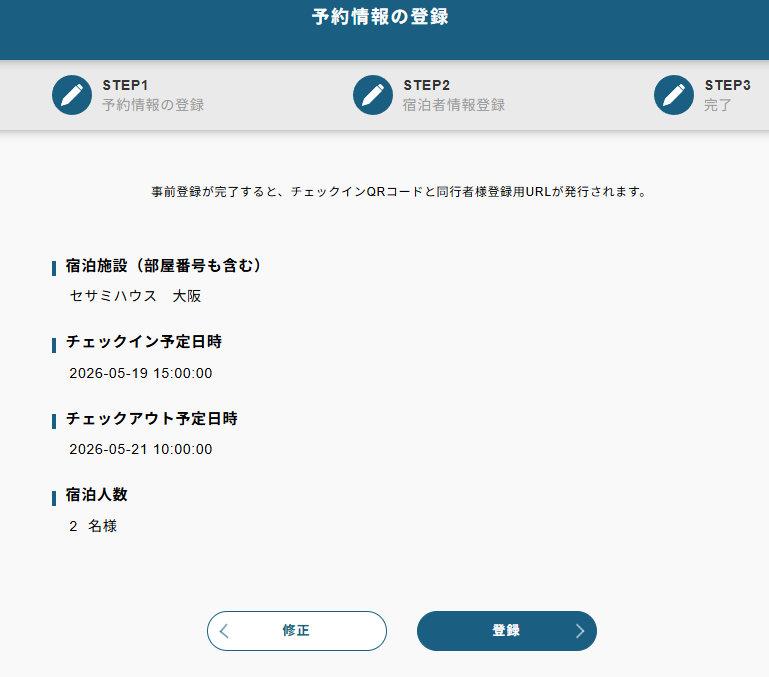 予約情報の登録
STEP1
予約情報の登録
STEP2
宿泊者情報登録
STEP3
完了
事前登録が完了すると、チェックインQRコードと同行者様登録用URLが発行されます。
宿泊施設（部屋番号も含む）
セサミハウス　大阪
チェックイン予定日時
2026-05-19 15:00:00
チェックアウト予定日時
2026-05-21 10:00:00
宿泊人数
2 名様
修正
登録